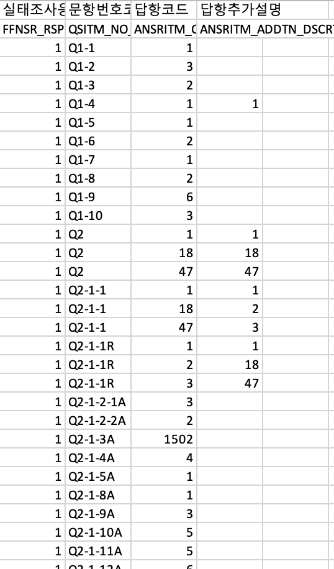 실태조사 문항번호 답항코드 답항추가설명
FFNSR_RSP QSITM_NO_ ANSRITM_C ANSRITM_ADDTN_DSCR
1 Q1-1 1
1 Q1-2 3
1 Q1-3 2
1 Q1-4 1 1
1 Q1-5 1
1 Q1-6 2
1 Q1-7 1
1 Q1-8 2
1 Q1-9 6
1 Q1-10 3
1 Q2 1 1
1 Q2 18 18
1 Q2 47 47
1 Q2-1-1 1 1
1 Q2-1-1 18 2
1 Q2-1-1 47 3
1 Q2-1-1R 1 1
1 Q2-1-1R 2 18
1 Q2-1-1R 3 47
1 Q2-1-2-1A 3
1 Q2-1-2-2A 2
1 Q2-1-3A 1502
1 Q2-1-4A 4
1 Q2-1-5A 1
1 Q2-1-8A 1
1 Q2-1-9A 3
1 Q2-1-10A 5
1 Q2-1-11A 5
1 Q2-1-12A 6